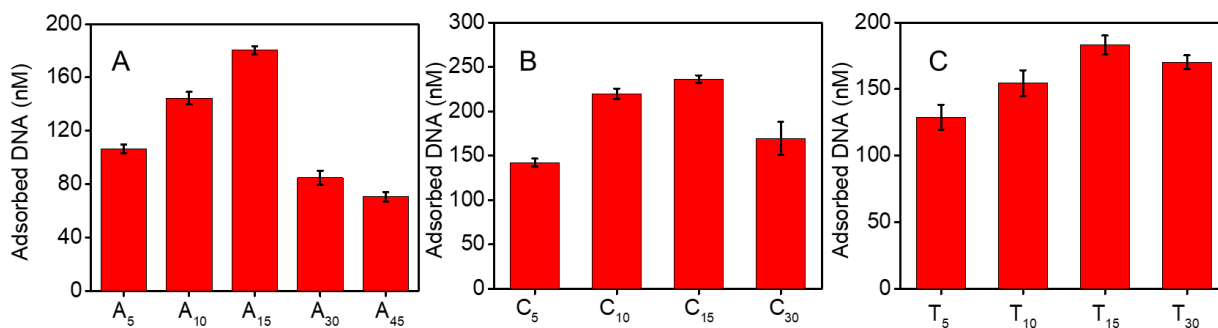 A
Adsorbed DNA (nM)
200
160
120
80
40
0
A₅ A₁₀ A₁₅ A₃₀ A₄₅
B
Adsorbed DNA (nM)
300
250
200
150
100
50
0
C₅ C₁₀ C₁₅ C₃₀
C
Adsorbed DNA (nM)
200
150
100
50
0
T₅ T₁₀ T₁₅ T₃₀